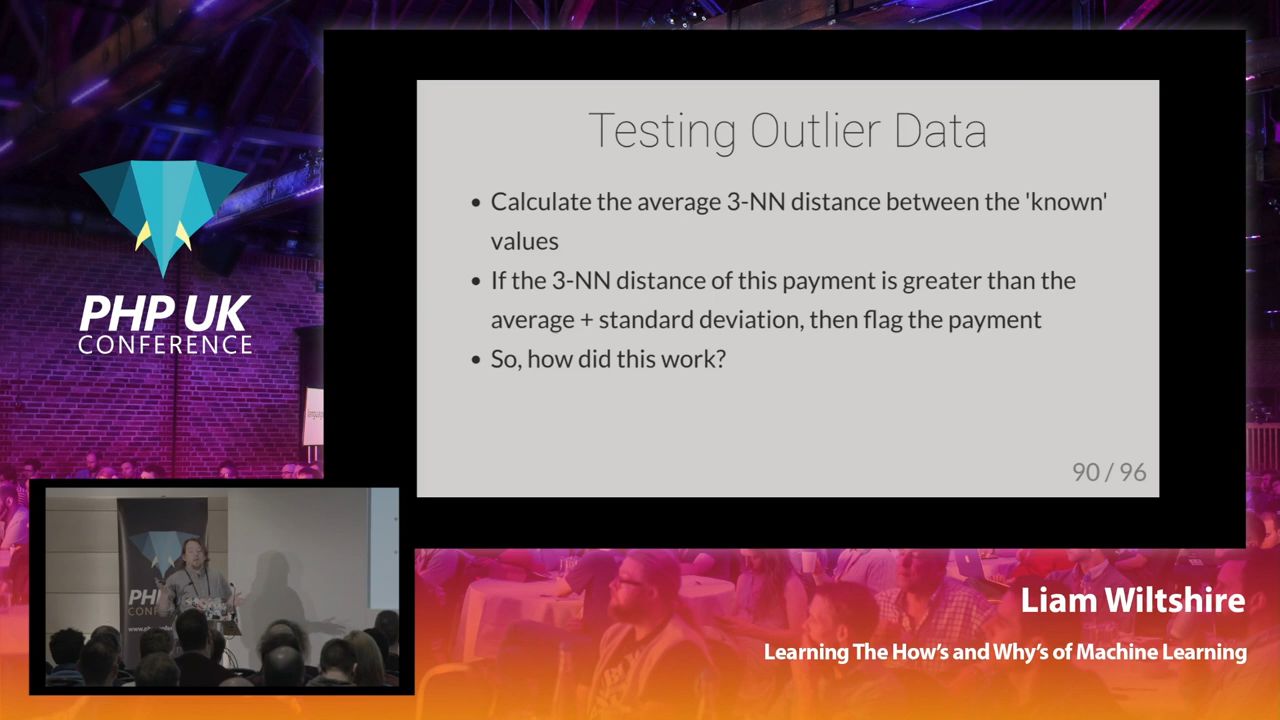 Testing Outlier Data
• Calculate the average 3-NN distance between the 'known'
values
• If the 3-NN distance of this payment is greater than the
average + standard deviation, then flag the payment
• So, how did this work?
90 / 96
PHP UK
CONFERENCE
Liam Wiltshire
Learning The How's and Why's of Machine Learning